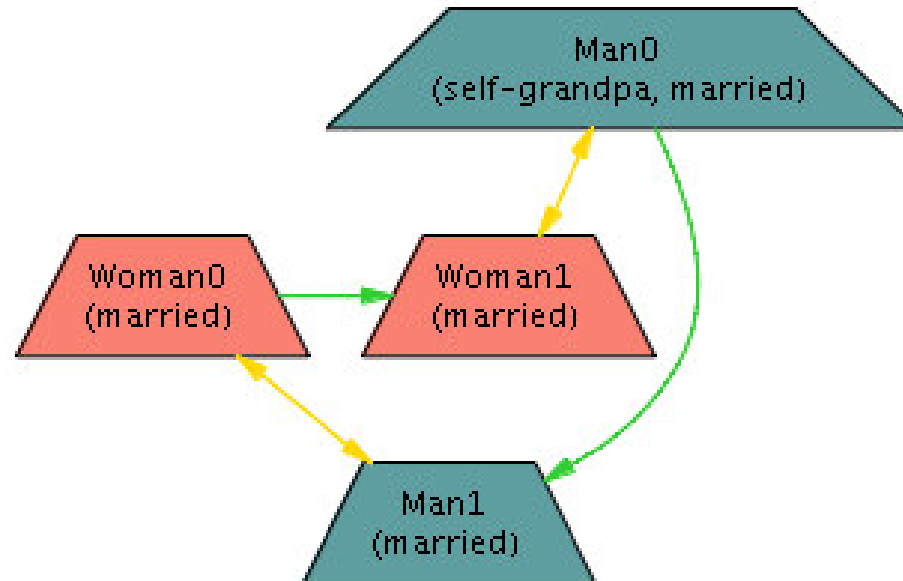 Man0
(self-grandpa, married)
Woman0
(married)
Woman1
(married)
Man1
(married)